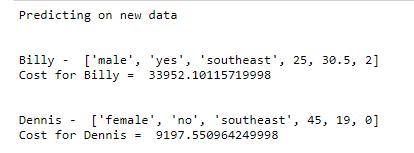 Predicting on new data
Billy -  ['male', 'yes', 'southeast', 25, 30.5, 2]
Cost for Billy =  33952.10115719998
Dennis -  ['female', 'no', 'southeast', 45, 19, 0]
Cost for Dennis =  9197.550964249998